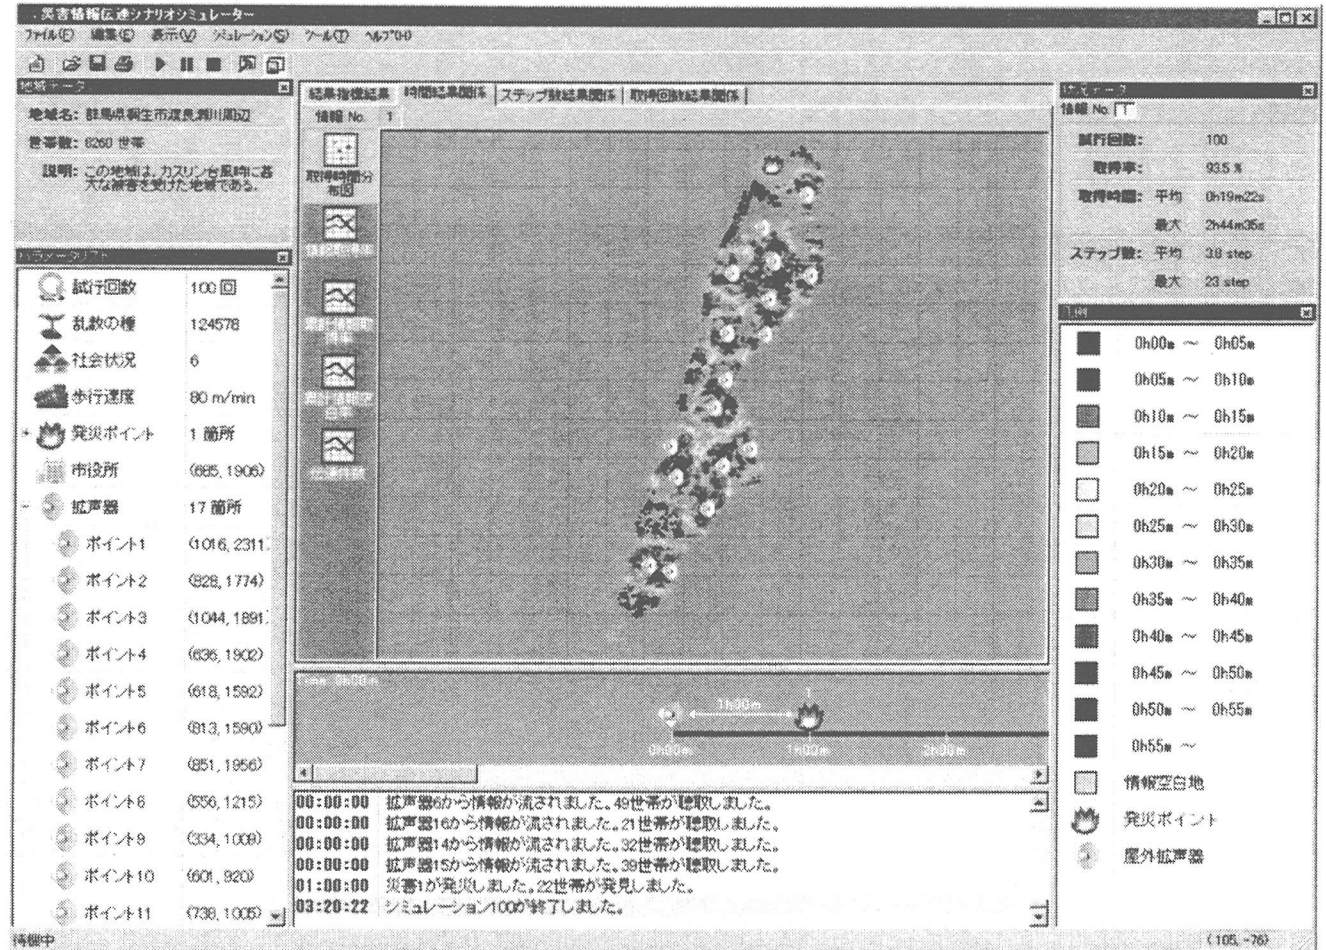 災害情報伝達シナリオシミュレーター
ファイル(F) 編集(E) 表示(V) シミュレーション(S) ツール(T) ヘルプ(H)
地域データ
地域名: 群馬県桐生市渡良瀬川周辺
世帯数: 8260 世帯
説明: この地域は、カスリン台風時に甚
大な被害を受けた地域である。
パラメータリスト
試行回数 100 回
乱数の種 124578
社会状況 6
歩行速度 80 m/min
+ 発災ポイント 1 箇所
市役所 (685, 1906)
- 拡声器 17 箇所
ポイント1 (1016, 2311)
ポイント2 (828, 1774)
ポイント3 (1044, 1891)
ポイント4 (636, 1902)
ポイント5 (618, 1592)
ポイント6 (813, 1590)
ポイント7 (851, 1956)
ポイント8 (556, 1215)
ポイント9 (334, 1009)
ポイント10 (601, 920)
ポイント11 (738, 1005)
待機中
結果指標結果 時間結果関係 ステップ数結果関係 取得回数結果関係
情報 No. 1
取得時間分
布図
1
1h00m
0h00m 1h00m 2h00m
00:00:00 拡声器6から情報が流されました。49世帯が聴取しました。
00:00:00 拡声器16から情報が流されました。21世帯が聴取しました。
00:00:00 拡声器14から情報が流されました。32世帯が聴取しました。
00:00:00 拡声器15から情報が流されました。39世帯が聴取しました。
01:00:00 災害1が発災しました。22世帯が発見しました。
03:20:22 シミュレーション100が終了しました。
状況データ
情報 No. 1
試行回数: 100
取得率: 93.5 %
取得時間: 平均 0h19m22s
最大 2h44m35s
ステップ数: 平均 3.8 step
最大 23 step
凡例
0h00m ～ 0h05m
0h05m ～ 0h10m
0h10m ～ 0h15m
0h15m ～ 0h20m
0h20m ～ 0h25m
0h25m ～ 0h30m
0h30m ～ 0h35m
0h35m ～ 0h40m
0h40m ～ 0h45m
0h45m ～ 0h50m
0h50m ～ 0h55m
0h55m ～
情報空白地
発災ポイント
屋外拡声器
(105, -76)